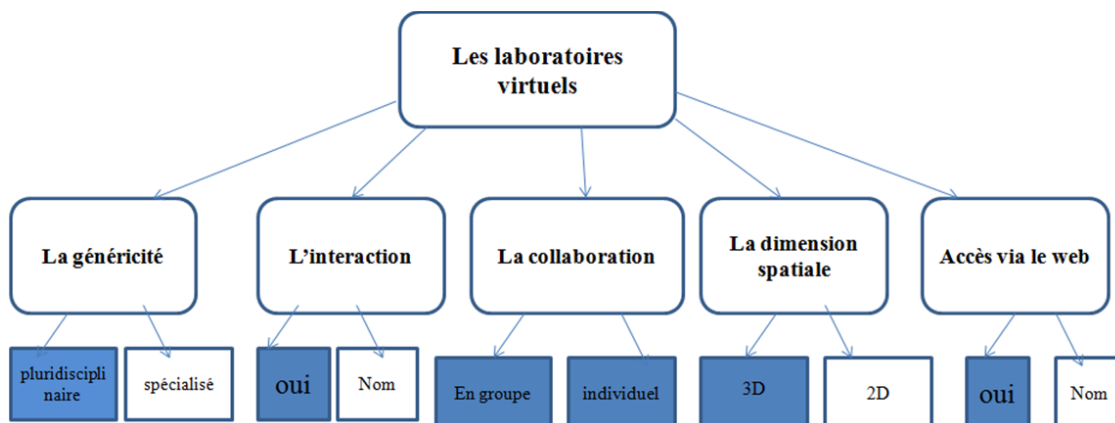 Les laboratoires
virtuels
La généricité
L'interaction
La collaboration
La dimension
spatiale
Accès via le web
pluridiscipli
naire
spécialisé
oui
Nom
En groupe
individuel
3D
2D
oui
Nom